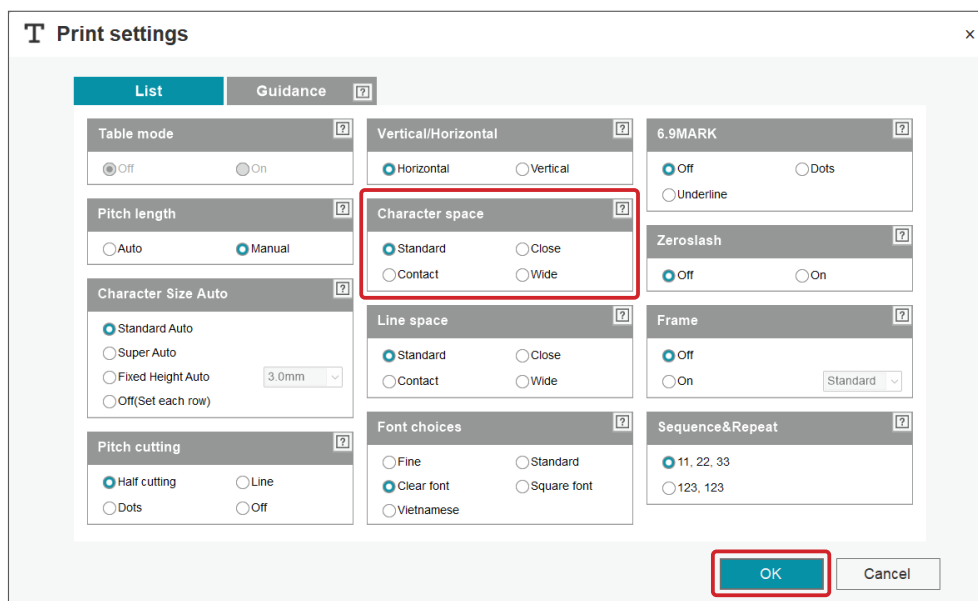 T Print settings ×
List
Guidance ?
Table mode ?
Off On
Pitch length ?
Auto Manual
Character Size Auto ?
Standard Auto
Super Auto
Fixed Height Auto 3.0mm
Off(Set each row)
Pitch cutting ?
Half cutting Line
Dots Off
Vertical/Horizontal ?
Horizontal Vertical
Character space ?
Standard Close
Contact Wide
Line space ?
Standard Close
Contact Wide
Font choices ?
Fine Standard
Clear font Square font
Vietnamese
6.9MARK ?
Off Dots
Underline
Zeroslash ?
Off On
Frame ?
Off
On Standard
Sequence&Repeat ?
11, 22, 33
123, 123
OK Cancel